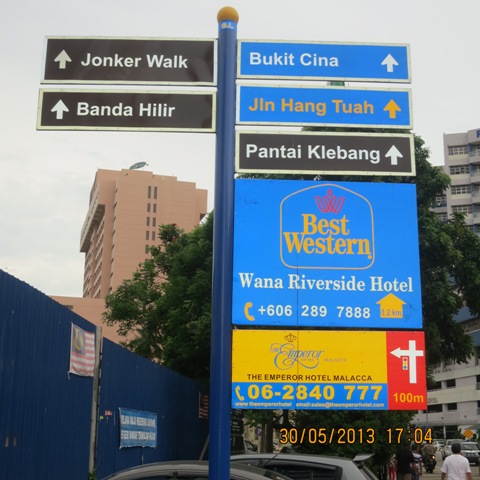 Jonker Walk
Banda Hilir
Bukit Cina
Jln Hang Tuah
Pantai Klebang
Best
Western
Wana Riverside Hotel
+606 289 7888
1.2 km
Emperor
MALACCA
THE EMPEROR HOTEL MALACCA
06-2840 777
100m
30/05/2013 17:04